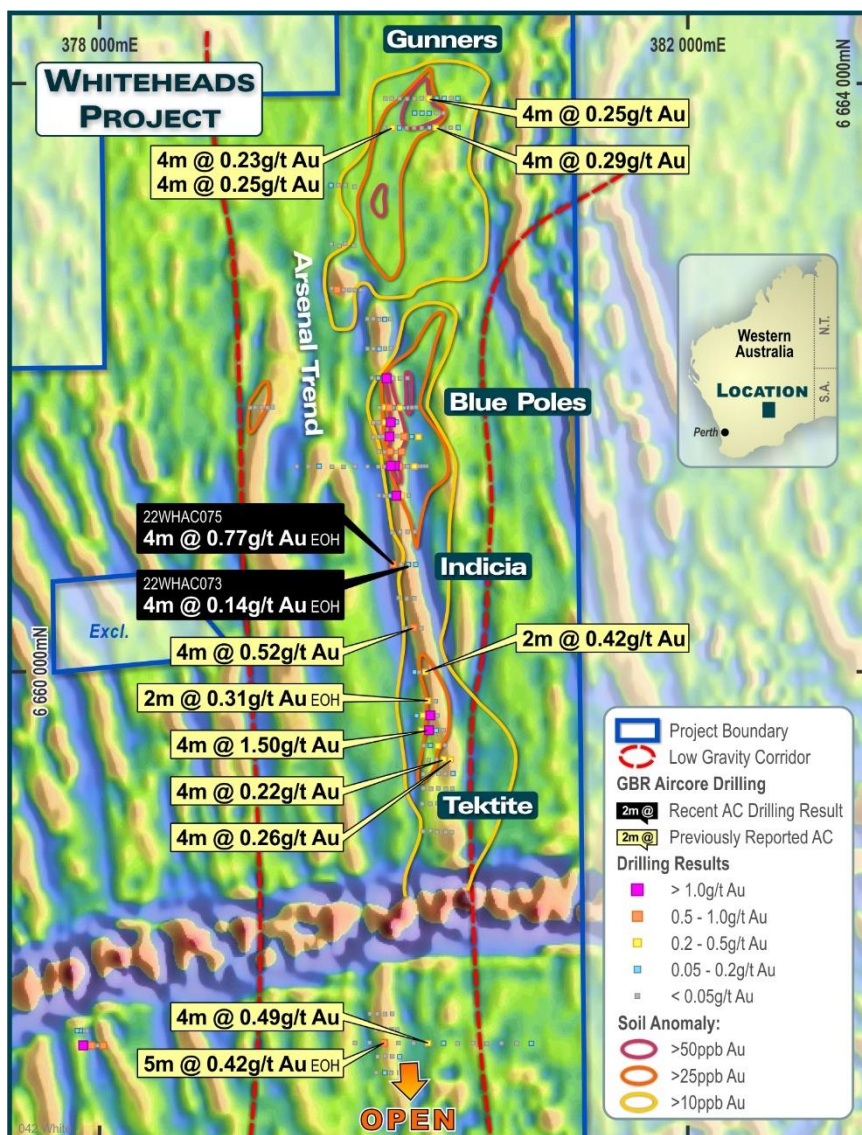 378 000mE
382 000mE
6 664 000mN
Gunners
WHITEHEADS
PROJECT
4m @ 0.25g/t Au
4m @ 0.23g/t Au
4m @ 0.25g/t Au
4m @ 0.29g/t Au
Arsenal Trend
Western
Australia
N.T.
S.A.
LOCATION
Perth
Blue Poles
22WHAC075
4m @ 0.77g/t Au EOH
22WHAC073
4m @ 0.14g/t Au EOH
Indicia
Excl.
6 660 000mN
4m @ 0.52g/t Au
2m @ 0.42g/t Au
2m @ 0.31g/t Au EOH
4m @ 1.50g/t Au
4m @ 0.22g/t Au
4m @ 0.26g/t Au
Tektite
4m @ 0.49g/t Au
5m @ 0.42g/t Au EOH
OPEN
Project Boundary
Low Gravity Corridor
GBR Aircore Drilling
2m @ Recent AC Drilling Result
2m @ Previously Reported AC
Drilling Results
> 1.0g/t Au
0.5 - 1.0g/t Au
0.2 - 0.5g/t Au
0.05 - 0.2g/t Au
< 0.05g/t Au
Soil Anomaly:
>50ppb Au
>25ppb Au
>10ppb Au
042 White